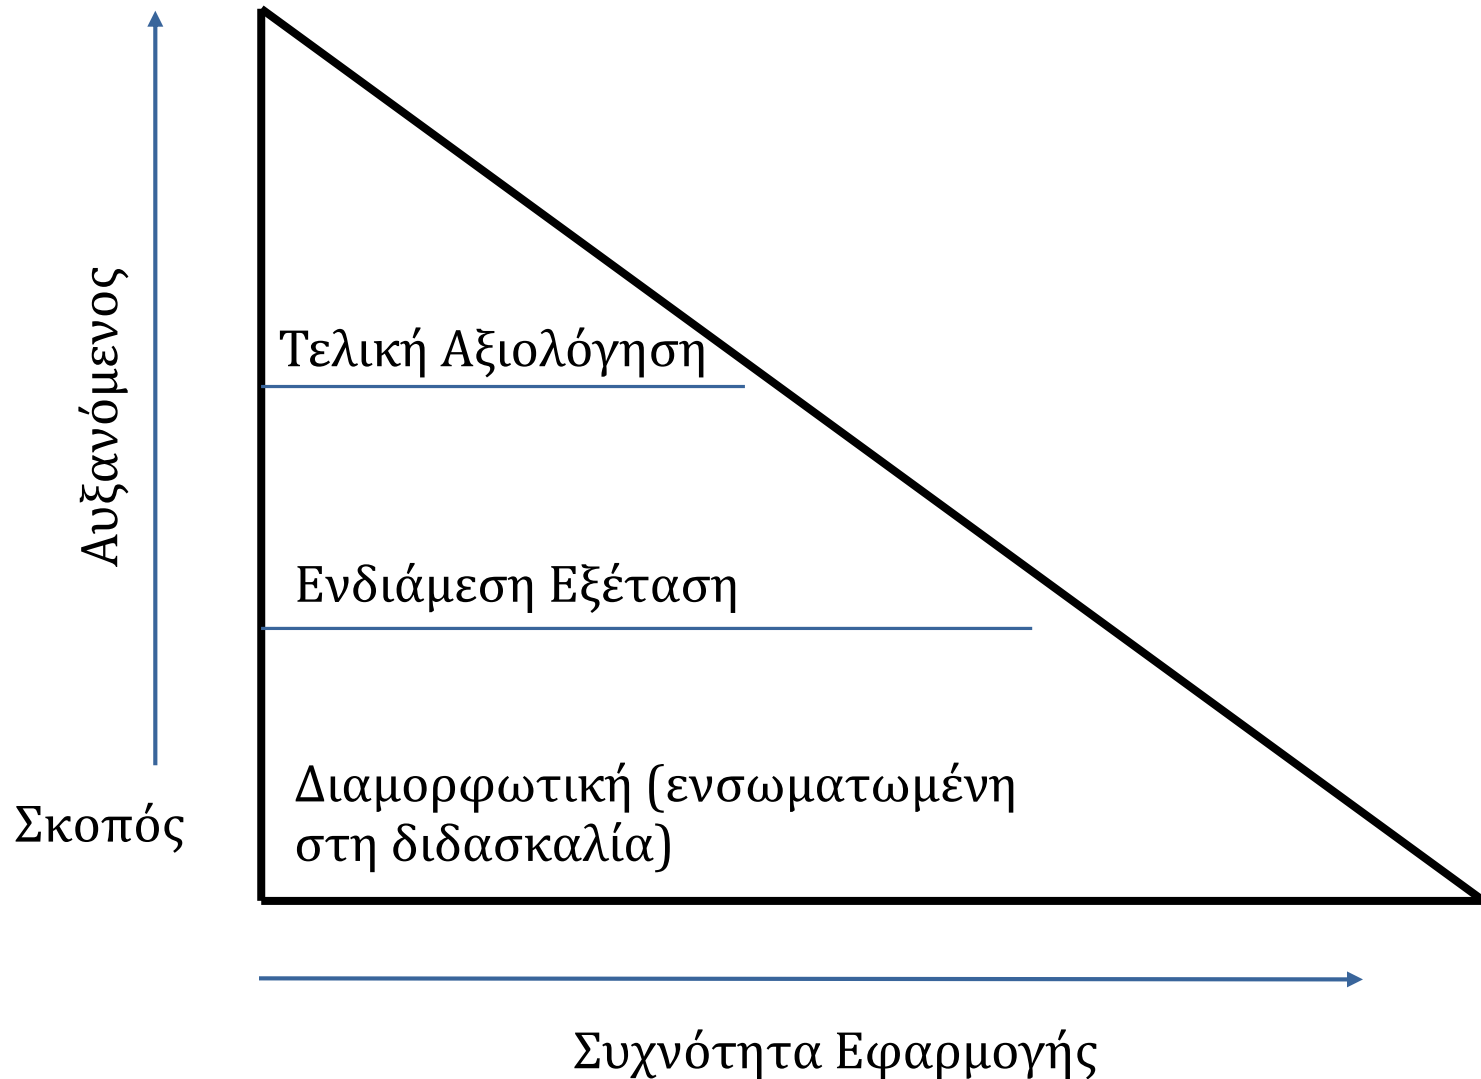 Αυξανόμενος
Τελική Αξιολόγηση
Ενδιάμεση Εξέταση
Διαμορφωτική (ενσωματωμένη
στη διδασκαλία)
Σκοπός
Συχνότητα Εφαρμογής